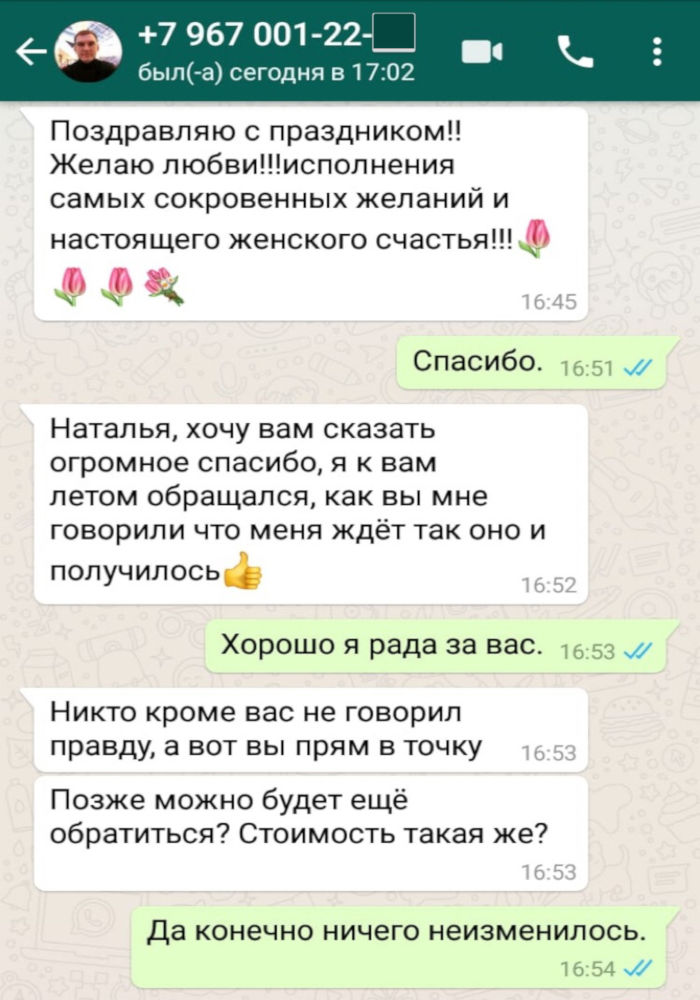 +7 967 001-22-
был(-а) сегодня в 17:02
Поздравляю с праздником!!
Желаю любви!!!исполнения
самых сокровенных желаний и
настоящего женского счастья!!!🌷
🌷🌷💐
16:45
Спасибо. 16:51
Наталья, хочу вам сказать
огромное спасибо, я к вам
летом обращался, как вы мне
говорили что меня ждёт так оно и
получилось👍
16:52
Хорошо я рада за вас. 16:53
Никто кроме вас не говорил
правду, а вот вы прям в точку 16:53
Позже можно будет ещё
обратиться? Стоимость такая же?
16:53
Да конечно ничего неизменилось.
16:54